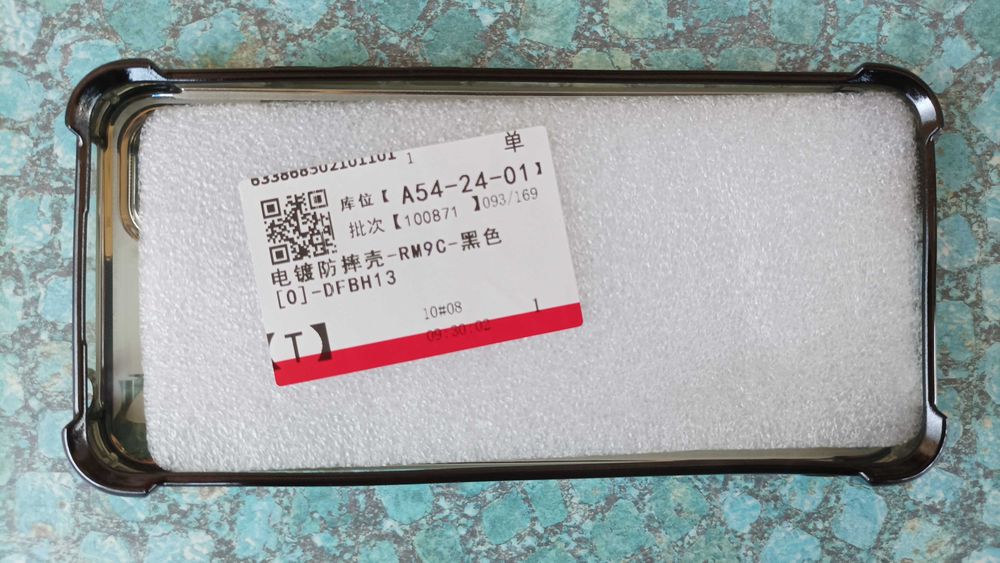 单
633868502101101 1
库位【 A54-24-01】
批次【100871 】093/169
电镀防摔壳-RM9C-黑色
[0]-DFBH13
10#08 1
【T】 09:30:02